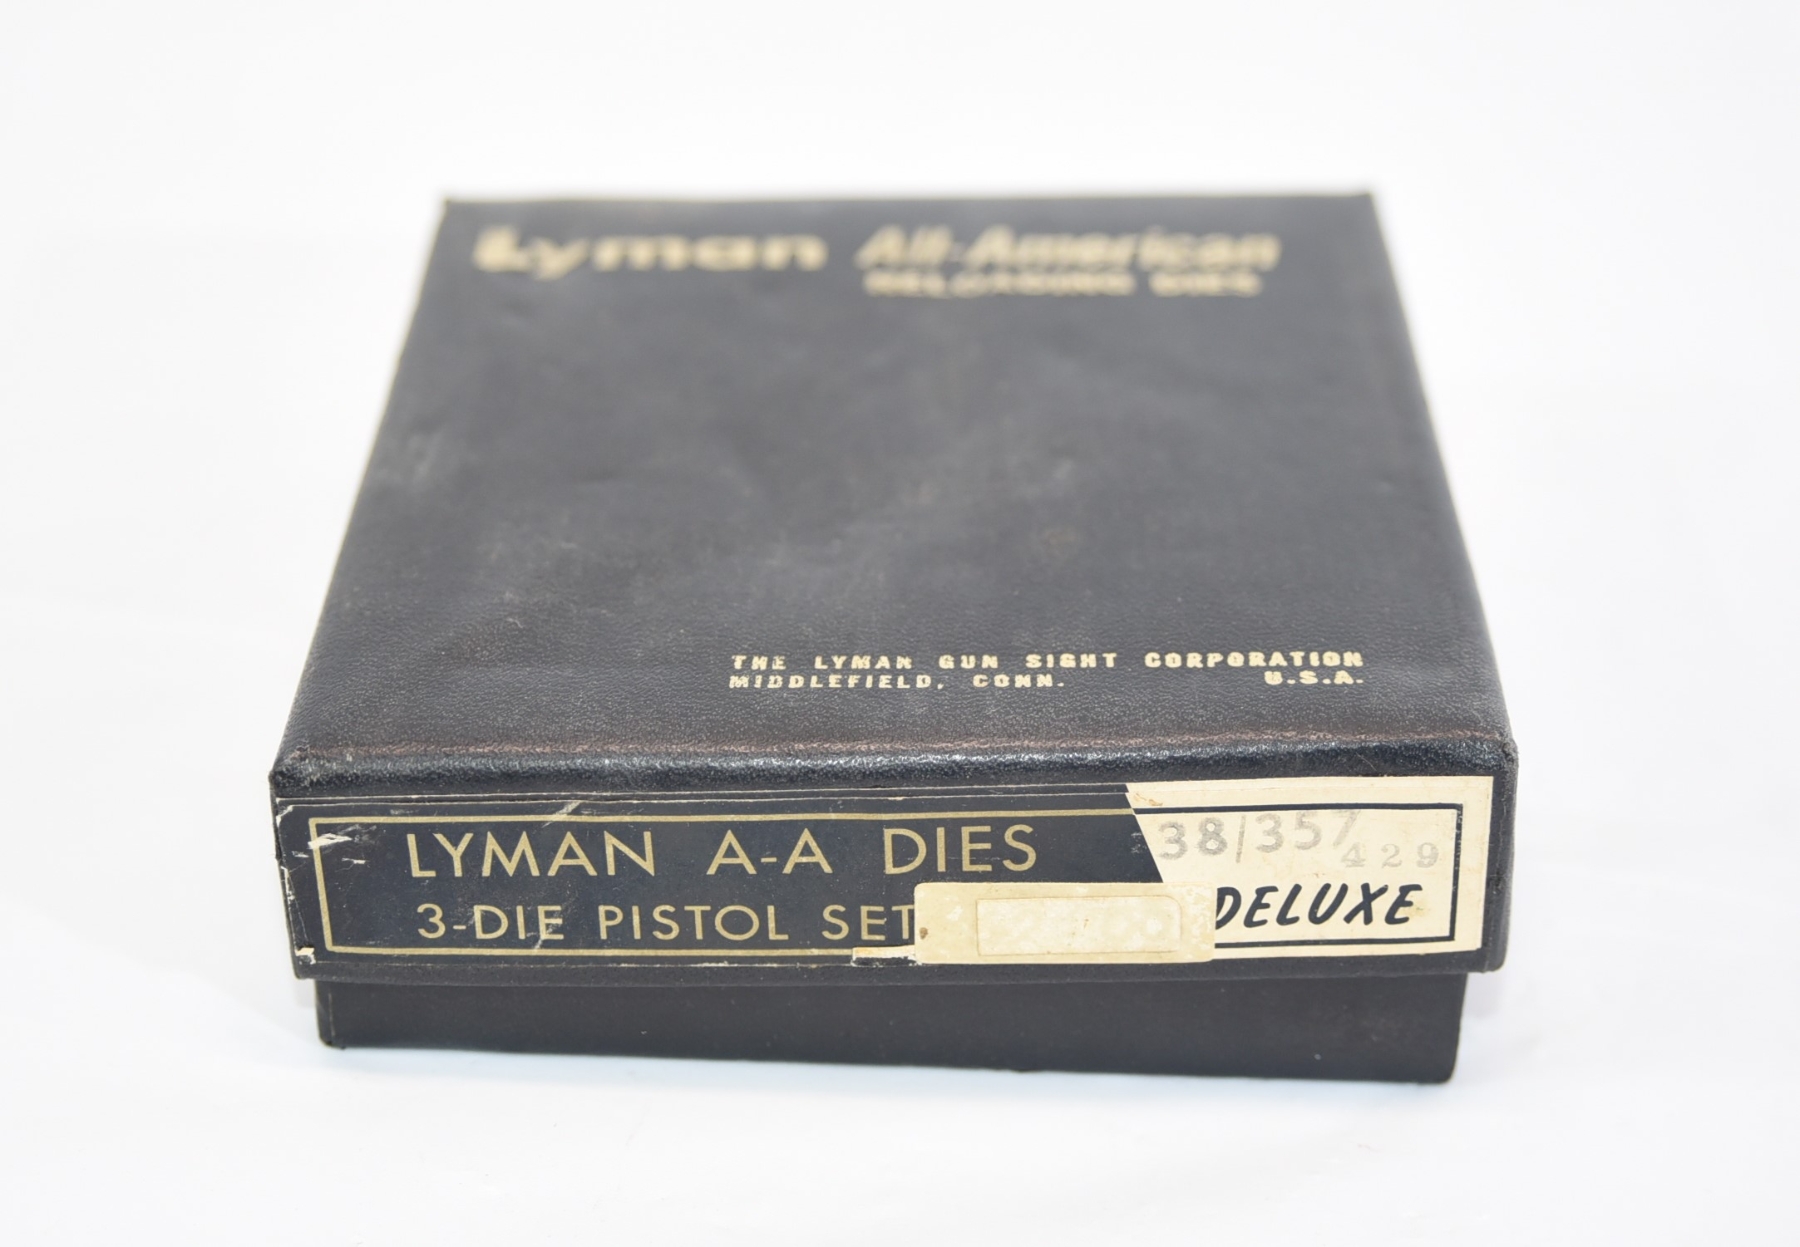 Lyman All-American
RELOADING DIES
THE LYMAN GUN SIGHT CORPORATION
MIDDLEFIELD, CONN. U.S.A.
LYMAN A-A DIES 38/357
429
3-DIE PISTOL SET DELUXE